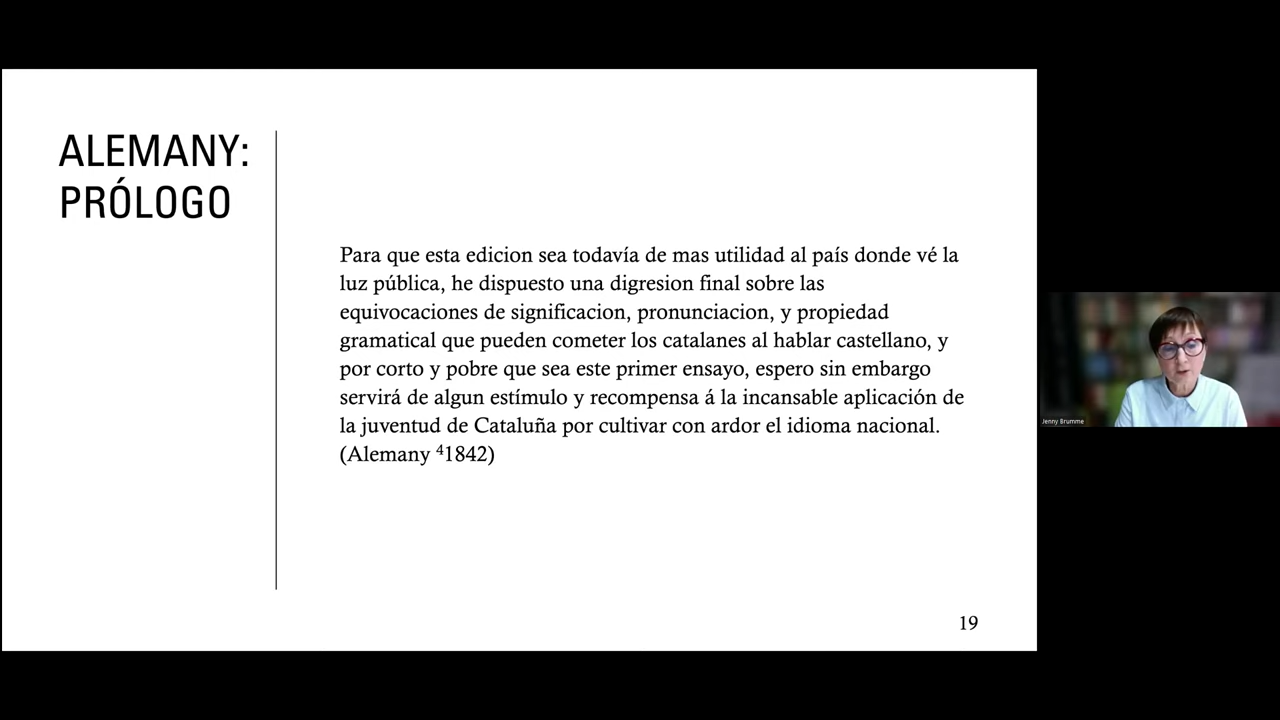 ALEMANY:
PRÓLOGO
Para que esta edicion sea todavía de mas utilidad al país donde vé la
luz pública, he dispuesto una digresion final sobre las
equivocaciones de significacion, pronunciacion, y propiedad
gramatical que pueden cometer los catalanes al hablar castellano, y
por corto y pobre que sea este primer ensayo, espero sin embargo
servirá de algun estímulo y recompensa á la incansable aplicación de
la juventud de Cataluña por cultivar con ardor el idioma nacional.
(Alemany ⁴1842)
19
Jenny Brumme